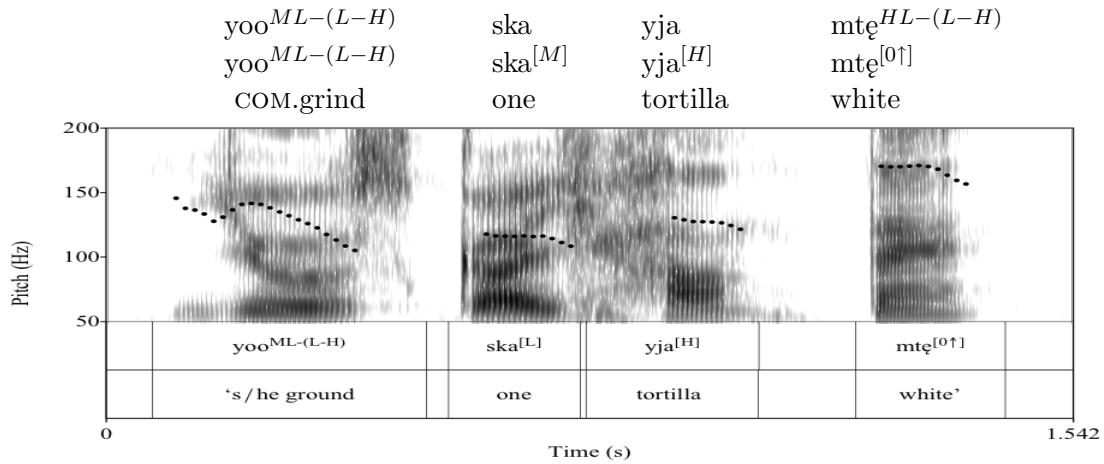 yoo^{ML−(L−H)} ska yja mtę^{HL−(L−H)}
yoo^{ML−(L−H)} ska^{[M]} yja^{[H]} mtę^{[0↑]}
COM.grind one tortilla white
200
150
100
50
Pitch (Hz)
yoo^{ML-(L-H)} ska^{[L]} yja^{[H]} mtę^{[0↑]}
‘s/he ground one tortilla white’
0 1.542
Time (s)